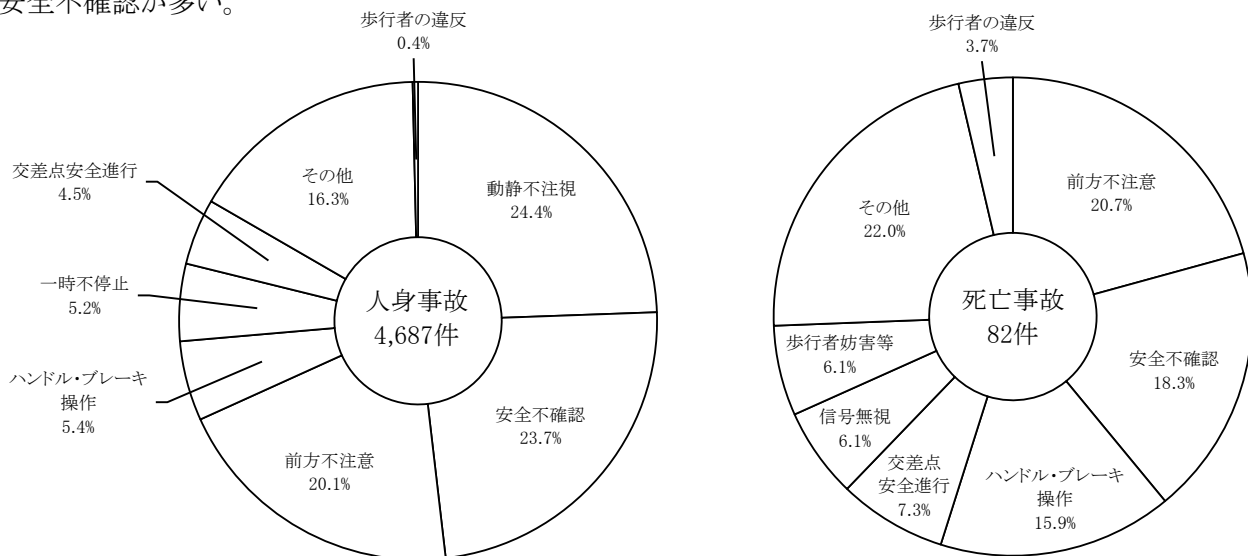 安全不確認が多い。
歩行者の違反
0.4%
動静不注視
24.4%
安全不確認
23.7%
前方不注意
20.1%
ハンドル・ブレーキ
操作
5.4%
一時不停止
5.2%
交差点安全進行
4.5%
その他
16.3%
人身事故
4,687件
歩行者の違反
3.7%
前方不注意
20.7%
安全不確認
18.3%
ハンドル・ブレーキ
操作
15.9%
交差点
安全進行
7.3%
信号無視
6.1%
歩行者妨害等
6.1%
その他
22.0%
死亡事故
82件